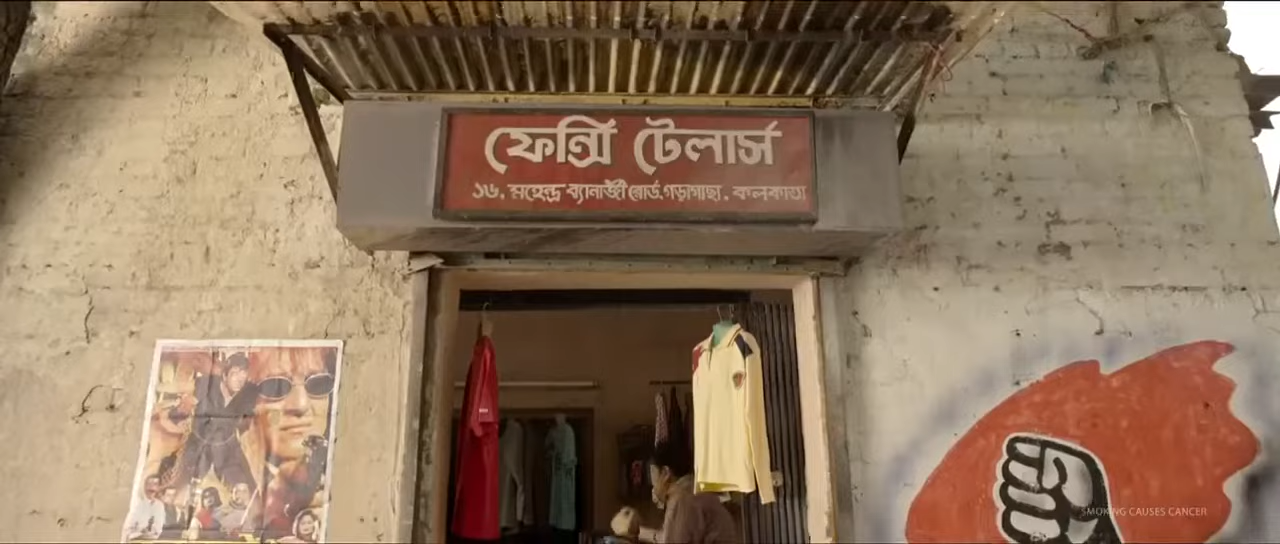 ফেন্সি টেলার্স
১৬, মহেন্দ্র ব্যানার্জী রোড, গড়াগাছা, কলকাতা
SMOKING CAUSES CANCER